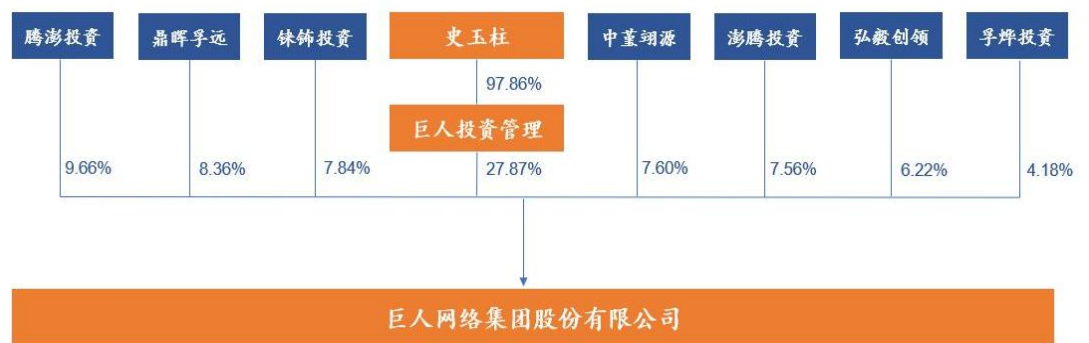 腾澎投资
鼎晖孚远
铼钸投资
史玉柱
中堇翊源
澎腾投资
弘毅创领
孚烨投资
97.86%
巨人投资管理
9.66%
8.36%
7.84%
27.87%
7.60%
7.56%
6.22%
4.18%
巨人网络集团股份有限公司